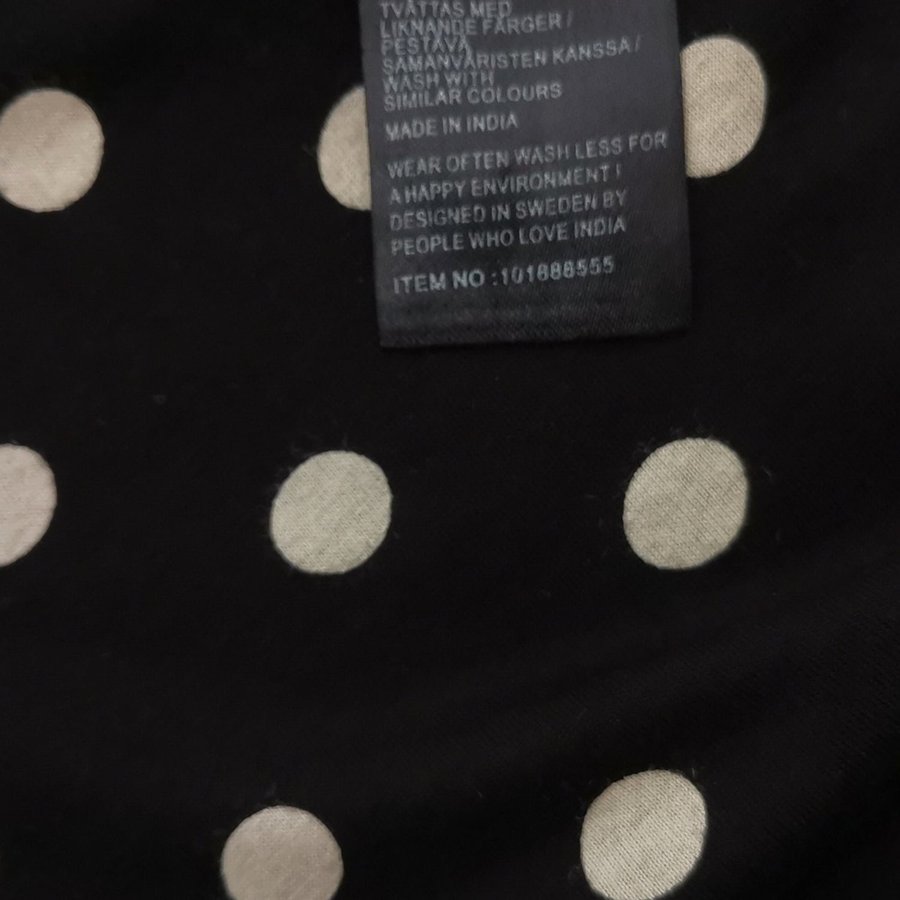 TVÄTTAS MED
LIKNANDE FÄRGER /
PESTÄVÄ
SAMANVÄRISTEN KANSSA /
WASH WITH
SIMILAR COLOURS
MADE IN INDIA
WEAR OFTEN WASH LESS FOR
A HAPPY ENVIRONMENT !
DESIGNED IN SWEDEN BY
PEOPLE WHO LOVE INDIA
ITEM NO :101888555